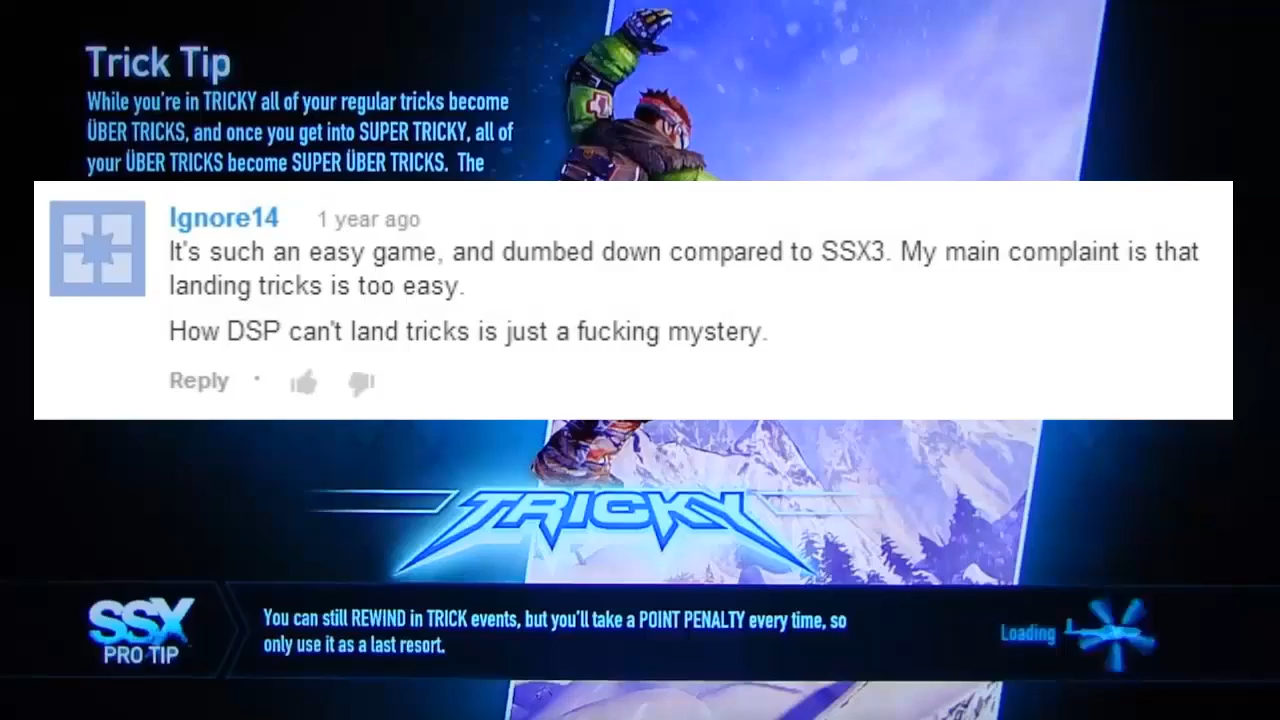 Trick Tip
While you're in TRICKY all of your regular tricks become
ÜBER TRICKS, and once you get into SUPER TRICKY, all of
your ÜBER TRICKS become SUPER ÜBER TRICKS. The
Ignore14 1 year ago
It's such an easy game, and dumbed down compared to SSX3. My main complaint is that
landing tricks is too easy.
How DSP can't land tricks is just a fucking mystery.
Reply ·
TRICKY
SSX
PRO TIP
You can still REWIND in TRICK events, but you'll take a POINT PENALTY every time, so
only use it as a last resort.
Loading